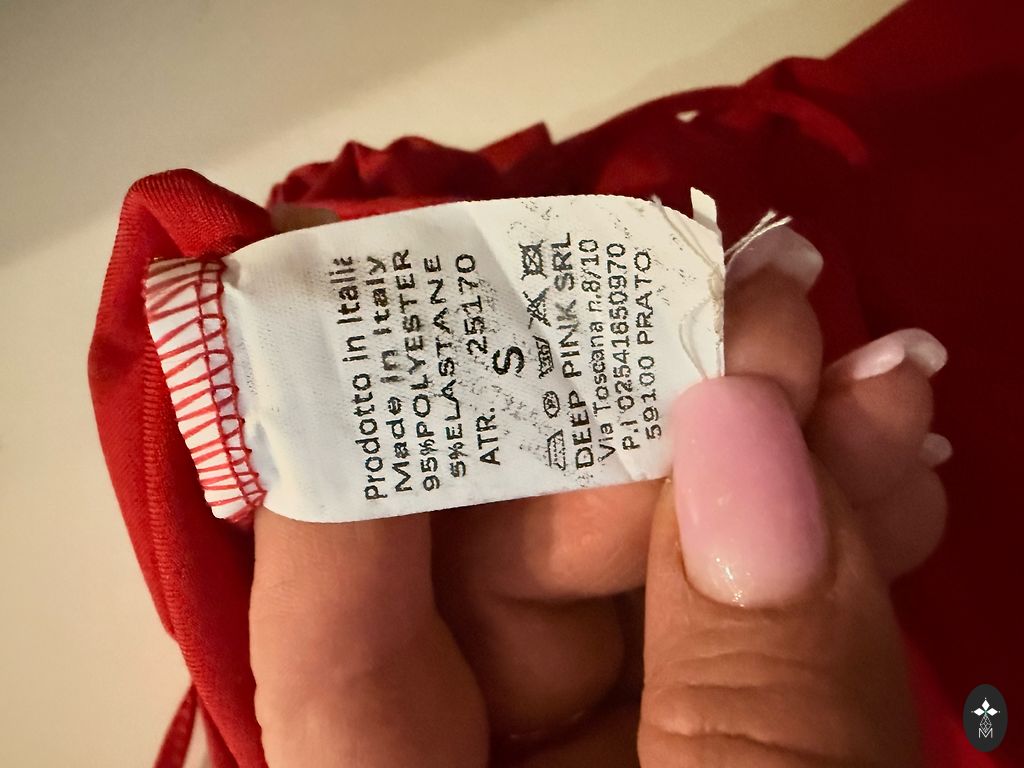 Prodotto in Italia
Made in Italy
95%POLYESTER
5%ELASTANE
ATR. 25170
S
DEEP PINK SRL
Via Toscana n.8/10
P.I 02541650970
59100 PRATO
M